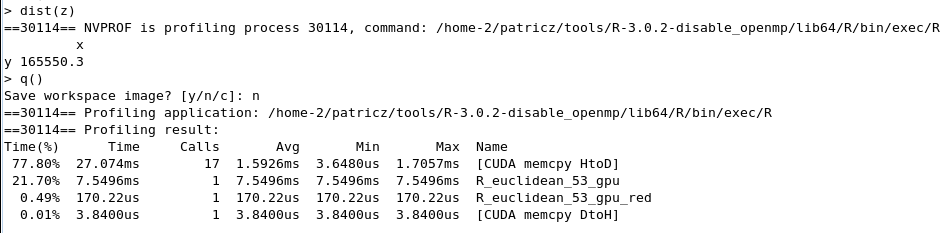 > dist(z)
==30114== NVPROF is profiling process 30114, command: /home-2/patricz/tools/R-3.0.2-disable_openmp/lib64/R/bin/exec/R
         x
y 165550.3
> q()
Save workspace image? [y/n/c]: n
==30114== Profiling application: /home-2/patricz/tools/R-3.0.2-disable_openmp/lib64/R/bin/exec/R
==30114== Profiling result:
Time(%)      Time     Calls       Avg       Min       Max  Name
 77.80%  27.074ms        17  1.5926ms  3.6480us  1.7057ms  [CUDA memcpy HtoD]
 21.70%  7.5496ms         1  7.5496ms  7.5496ms  7.5496ms  R_euclidean_53_gpu
  0.49%  170.22us         1  170.22us  170.22us  170.22us  R_euclidean_53_gpu_red
  0.01%  3.8400us         1  3.8400us  3.8400us  3.8400us  [CUDA memcpy DtoH]